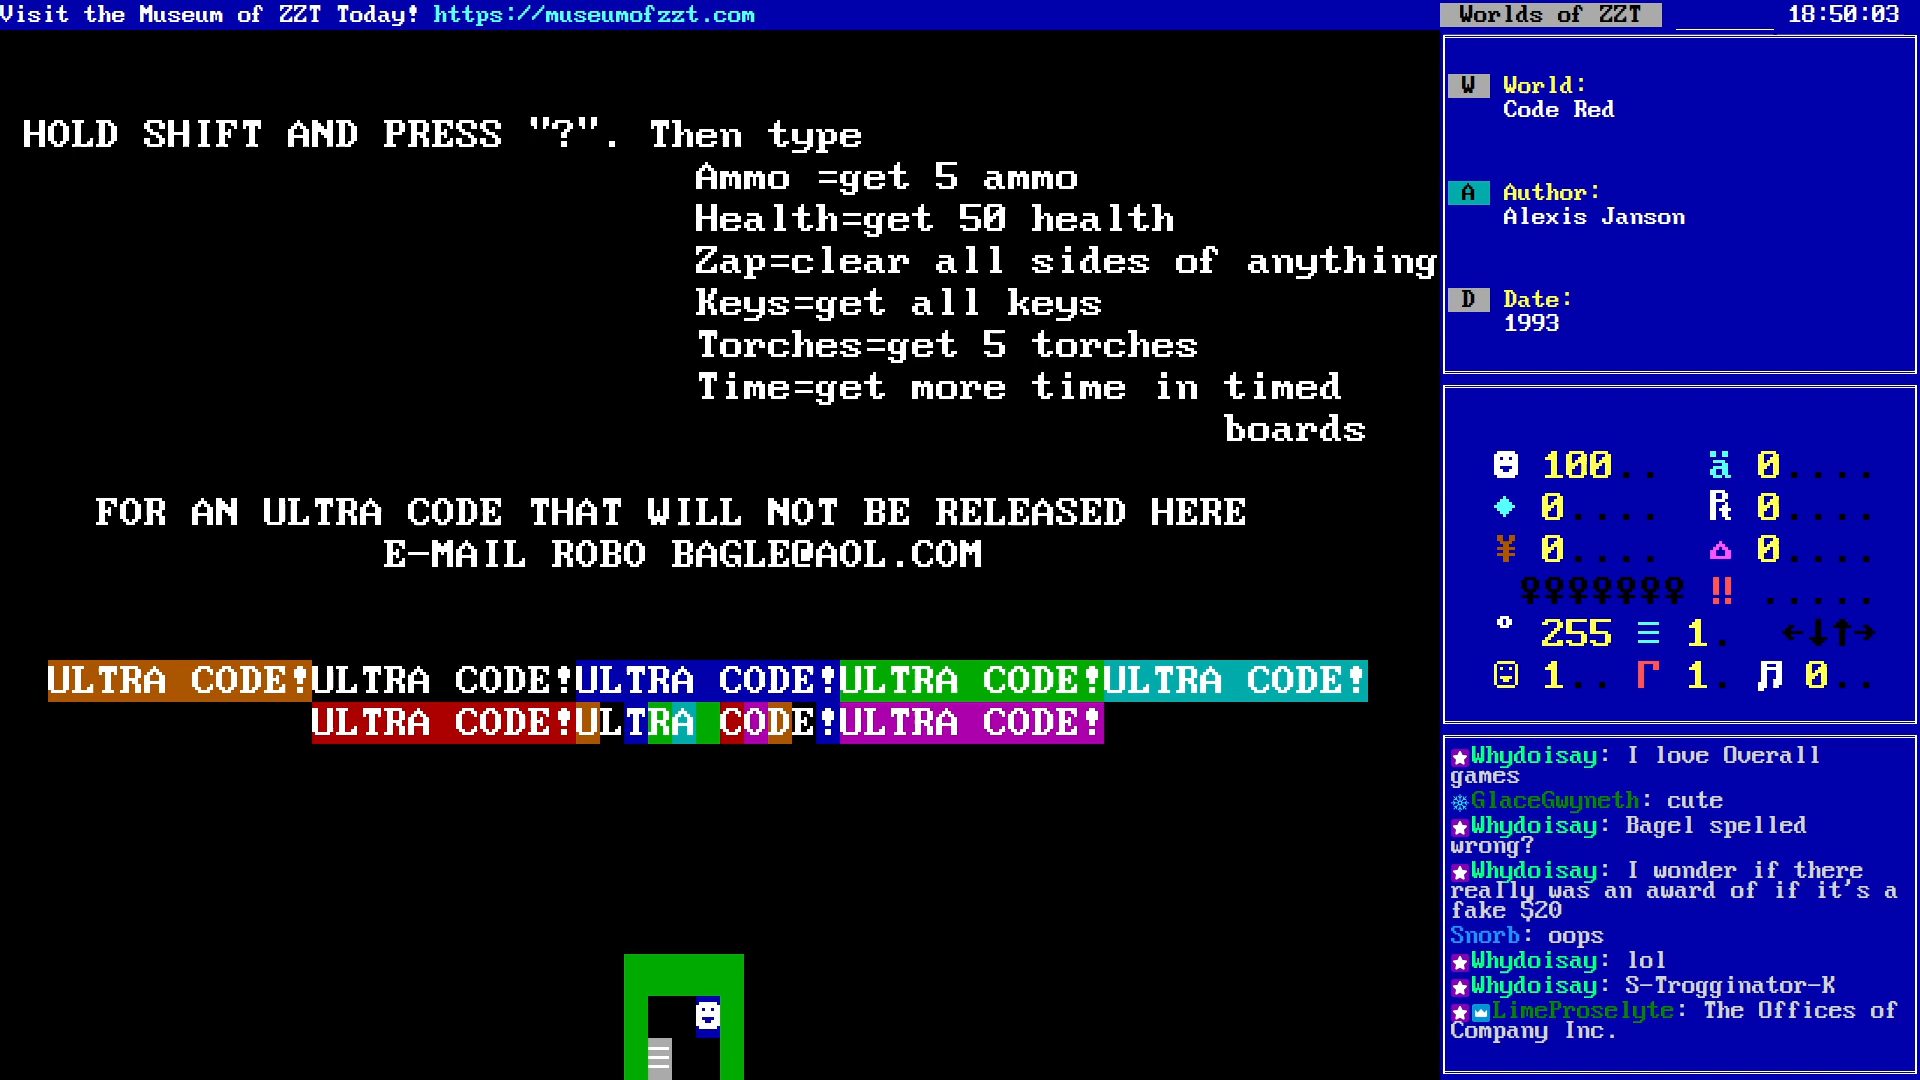 Visit the Museum of ZZT Today! https://museumofzzt.com
HOLD SHIFT AND PRESS "?". Then type
Ammo =get 5 ammo
Health=get 50 health
Zap=clear all sides of anything
Keys=get all keys
Torches=get 5 torches
Time=get more time in timed
boards
FOR AN ULTRA CODE THAT WILL NOT BE RELEASED HERE
E-MAIL ROBO BAGLE@AOL.COM
ULTRA CODE!ULTRA CODE!ULTRA CODE!ULTRA CODE!ULTRA CODE!
ULTRA CODE!ULTRA CODE!ULTRA CODE!
Worlds of ZZT 18:50:03
W World:
Code Red
A Author:
Alexis Janson
D Date:
1993
100.. ä 0....
0.... ℞ 0....
¥ 0.... 0....
♀♀♀♀♀♀♀ ‼ .....
° 255 ≡ 1. ←↓↑→
1.. Γ 1. ♫ 0..
Whydoisay: I love Overall
games
GlaceGwyneth: cute
Whydoisay: Bagel spelled
wrong?
Whydoisay: I wonder if there
really was an award of if it's a
fake $20
Snorb: oops
Whydoisay: lol
Whydoisay: S-Trogginator-K
LimeProselyte: The Offices of
Company Inc.